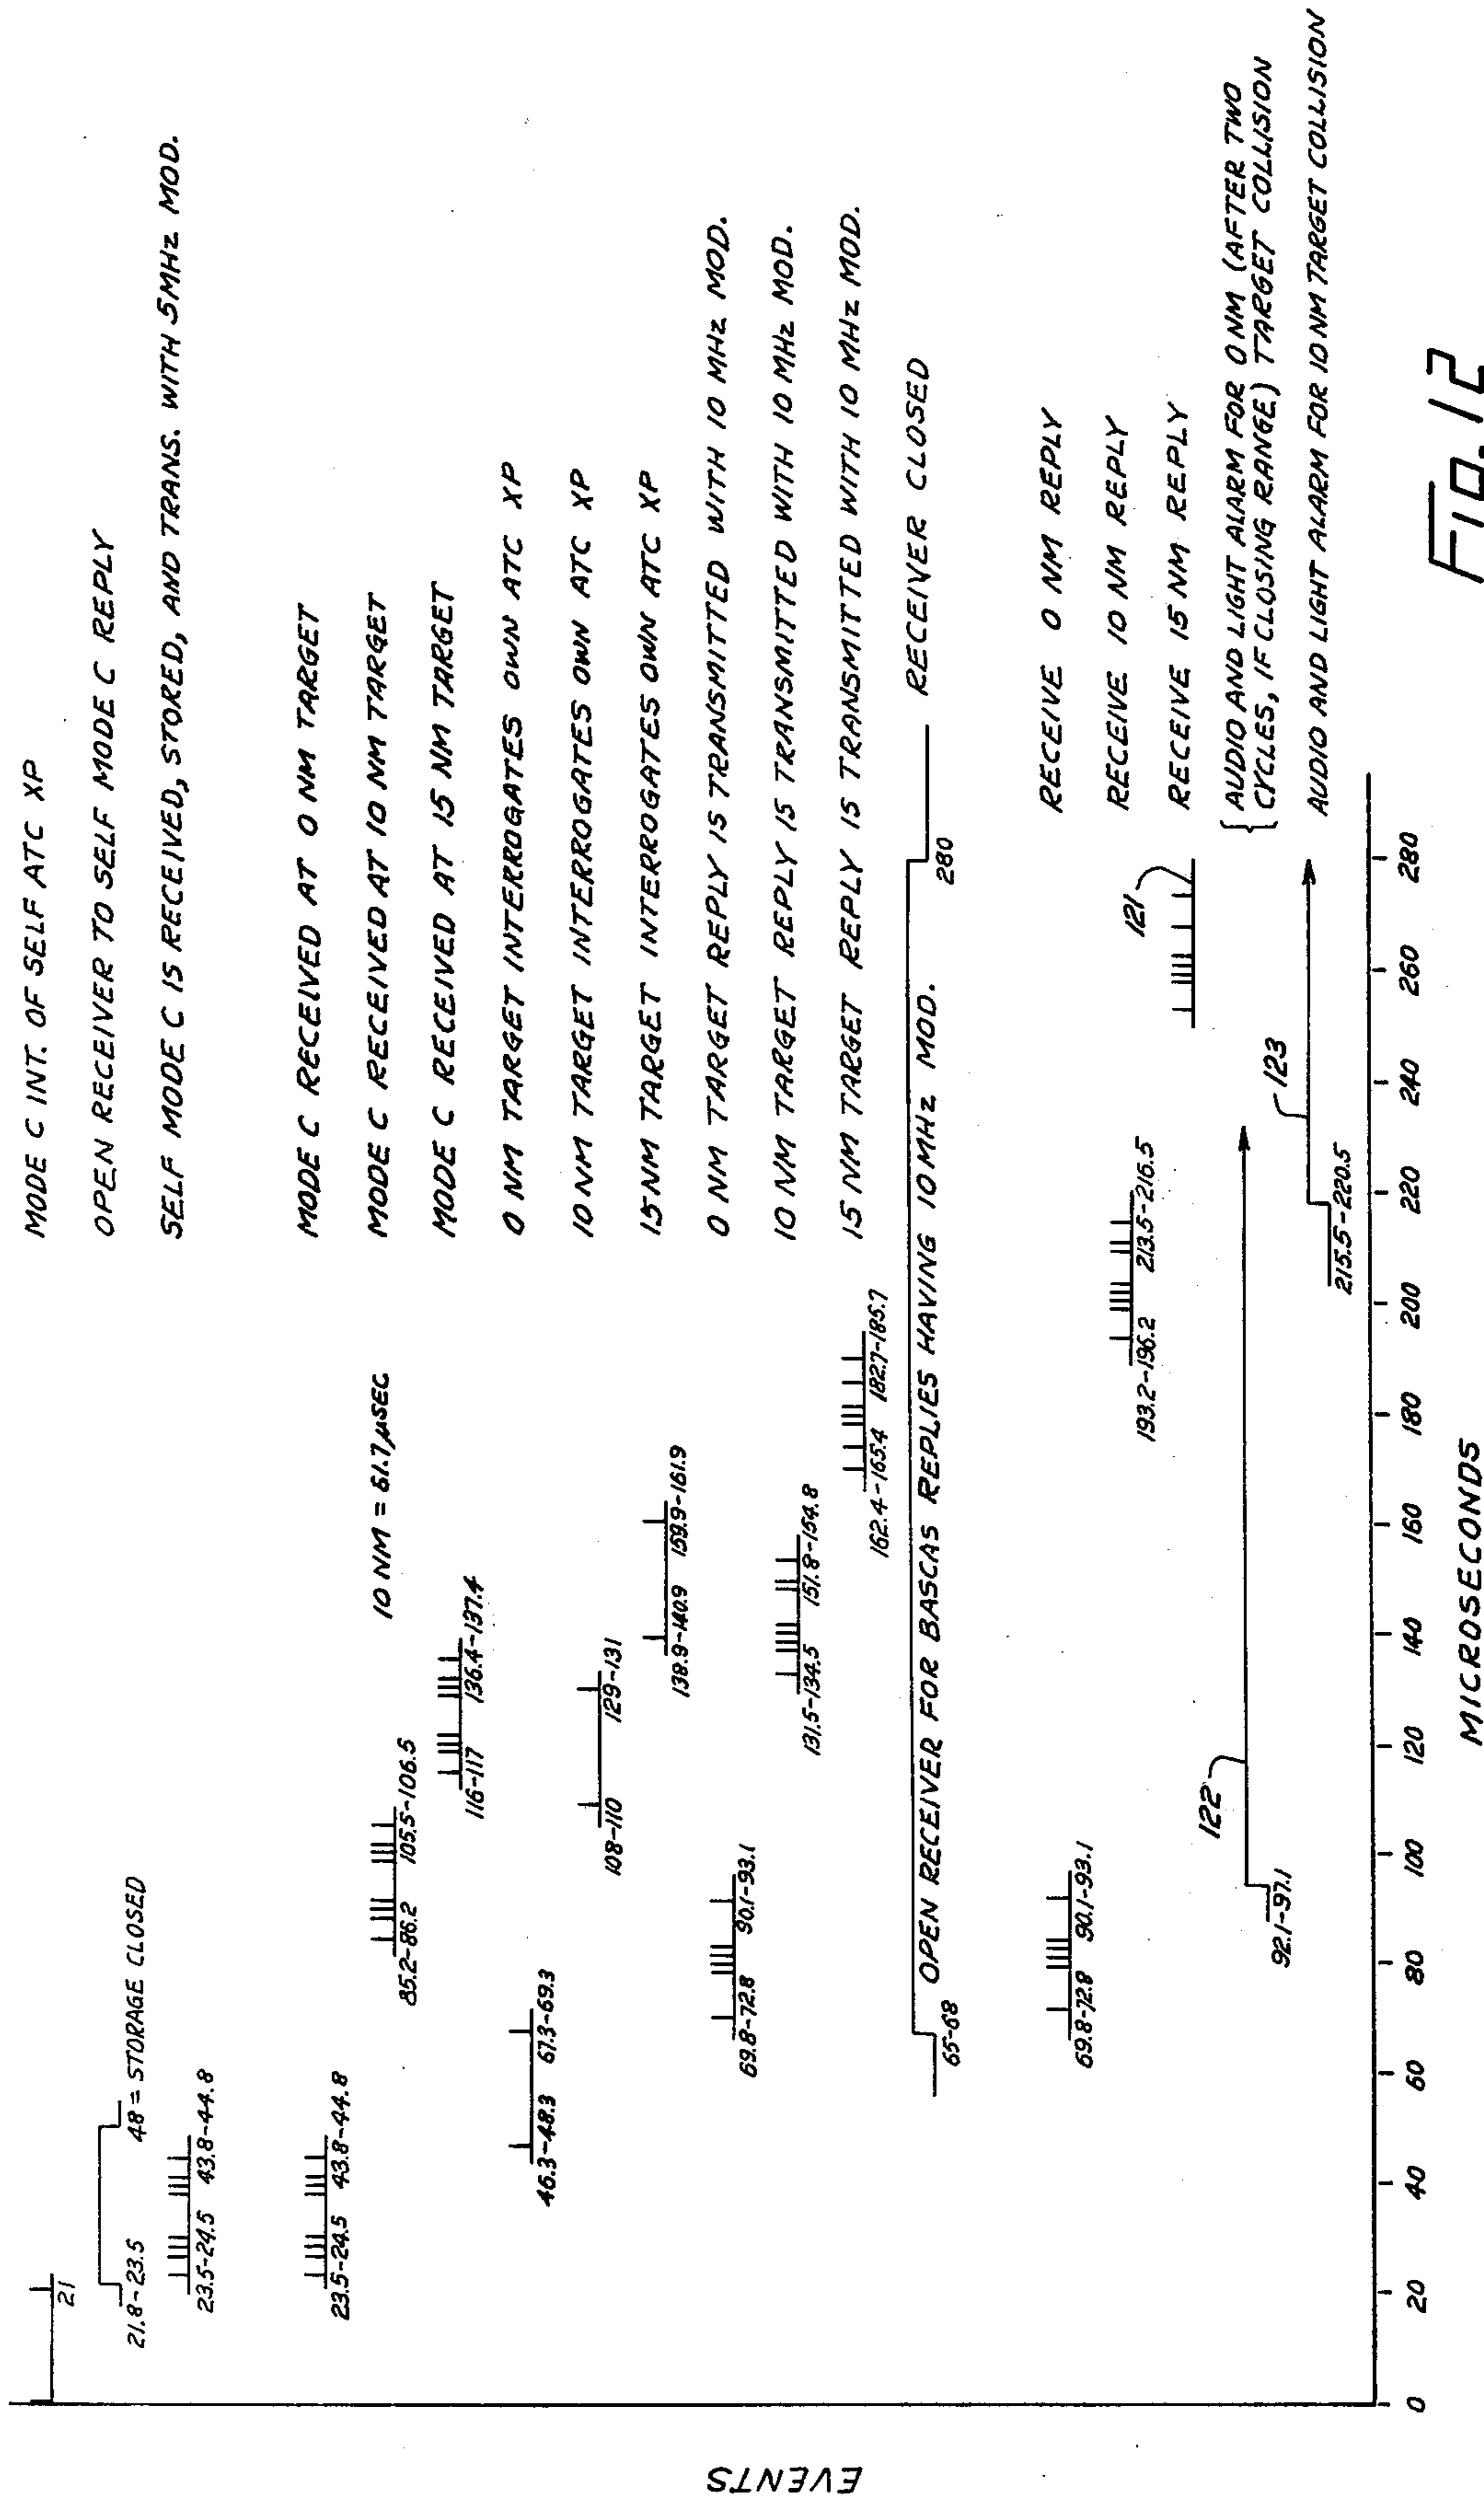 MODE C INT. OF SELF ATC XP
21
OPEN RECEIVER TO SELF MODE C REPLY
21.8-23.5 48 = STORAGE CLOSED
SELF MODE C IS RECEIVED, STORED, AND TRANS. WITH 5MHz MOD.
23.5-24.5 43.8-44.8
MODE C RECEIVED AT 0 NM TARGET
23.5-24.5 43.8-44.8
MODE C RECEIVED AT 10 NM TARGET
10 NM = 61.7 µSEC
85.2-86.2 105.5-106.5
MODE C RECEIVED AT 15 NM TARGET
116-117 136.4-137.4
0 NM TARGET INTERROGATES OWN ATC XP
46.3-48.3 67.3-69.3
10 NM TARGET INTERROGATES OWN ATC XP
108-110 129-131
15 NM TARGET INTERROGATES OWN ATC XP
138.9-140.9 159.9-161.9
0 NM TARGET REPLY IS TRANSMITTED WITH 10 MHz MOD.
69.8-72.8 90.1-93.1
10 NM TARGET REPLY IS TRANSMITTED WITH 10 MHz MOD.
131.5-134.5 151.8-154.8
15 NM TARGET REPLY IS TRANSMITTED WITH 10 MHz MOD.
162.4-165.4 182.7-185.7
RECEIVER CLOSED
OPEN RECEIVER FOR BASCAS REPLIES HAVING 10MHz MOD.
65-68 280
RECEIVE 0 NM REPLY
69.8-72.8 90.1-93.1
RECEIVE 10 NM REPLY
193.2-196.2 213.5-216.5
RECEIVE 15 NM REPLY
121
AUDIO AND LIGHT ALARM FOR 0 NM (AFTER TWO
CYCLES, IF CLOSING RANGE) TARGET COLLISION
122
92.1-97.1
AUDIO AND LIGHT ALARM FOR 10 NM TARGET COLLISION
123
215.5-220.5
0 20 40 60 80 100 120 140 160 180 200 220 240 260 280
MICROSECONDS
EVENTS
FIG. 12